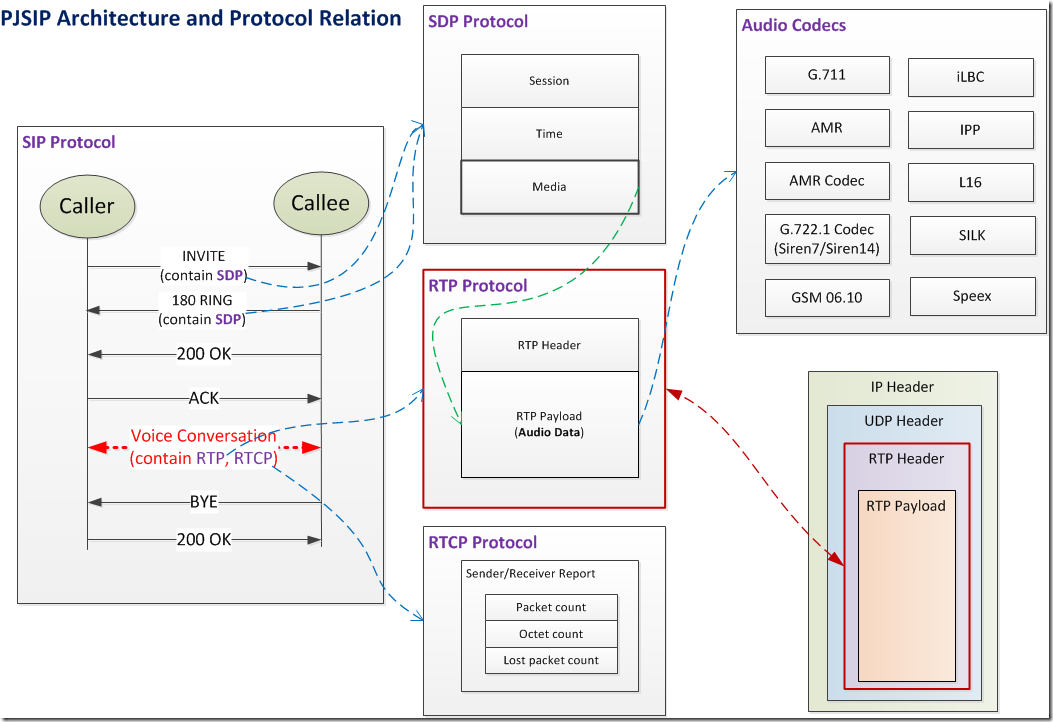 PJSIP Architecture and Protocol Relation
SIP Protocol
Caller
Callee
INVITE
(contain SDP)
180 RING
(contain SDP)
200 OK
ACK
Voice Conversation
(contain RTP, RTCP)
BYE
200 OK
SDP Protocol
Session
Time
Media
RTP Protocol
RTP Header
RTP Payload
(Audio Data)
RTCP Protocol
Sender/Receiver Report
Packet count
Octet count
Lost packet count
Audio Codecs
G.711
iLBC
AMR
IPP
AMR Codec
L16
G.722.1 Codec
(Siren7/Siren14)
SILK
GSM 06.10
Speex
IP Header
UDP Header
RTP Header
RTP Payload